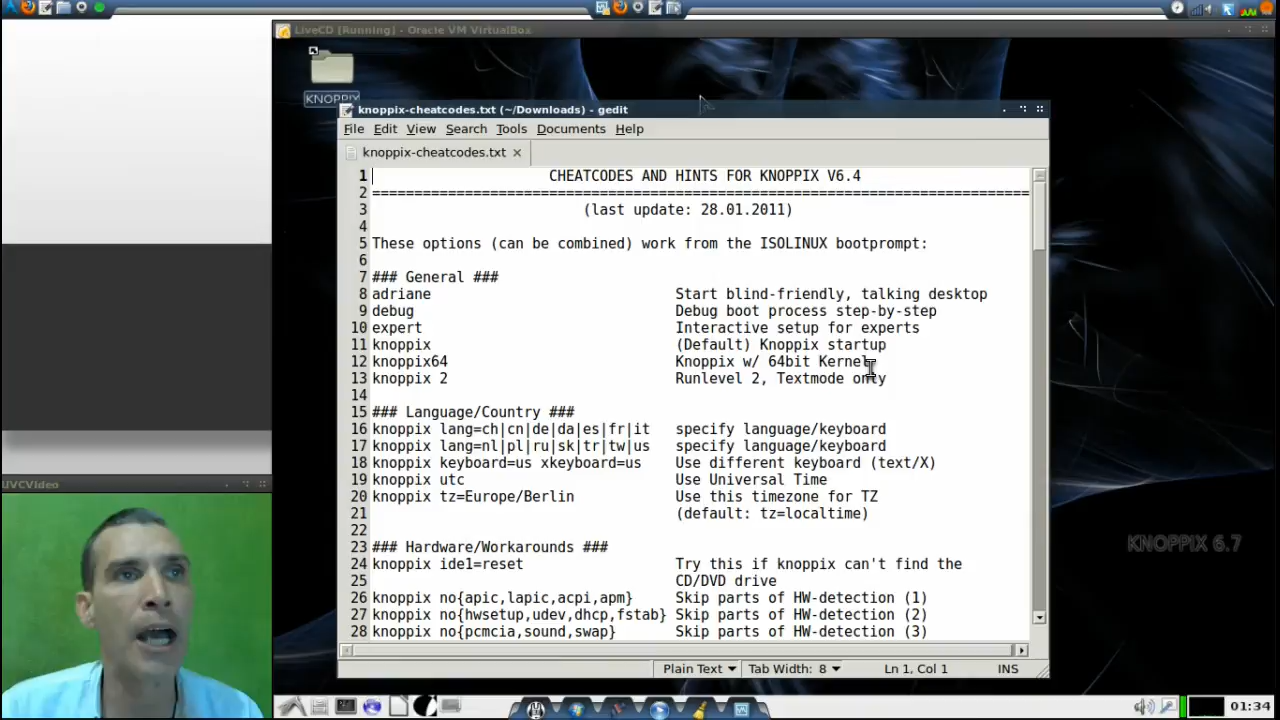 LiveCD [Running] - Oracle VM VirtualBox
KNOPPIX
knoppix-cheatcodes.txt (~/Downloads) - gedit
File Edit View Search Tools Documents Help
knoppix-cheatcodes.txt
1 CHEATCODES AND HINTS FOR KNOPPIX V6.4
2 ==============================================================================
3 (last update: 28.01.2011)
4
5 These options (can be combined) work from the ISOLINUX bootprompt:
6
7 ### General ###
8 adriane Start blind-friendly, talking desktop
9 debug Debug boot process step-by-step
10 expert Interactive setup for experts
11 knoppix (Default) Knoppix startup
12 knoppix64 Knoppix w/ 64bit Kernel
13 knoppix 2 Runlevel 2, Textmode only
14
15 ### Language/Country ###
16 knoppix lang=ch|cn|de|da|es|fr|it specify language/keyboard
17 knoppix lang=nl|pl|ru|sk|tr|tw|us specify language/keyboard
18 knoppix keyboard=us xkeyboard=us Use different keyboard (text/X)
19 knoppix utc Use Universal Time
20 knoppix tz=Europe/Berlin Use this timezone for TZ
21 (default: tz=localtime)
22
23 ### Hardware/Workarounds ###
24 knoppix ide1=reset Try this if knoppix can't find the
25 CD/DVD drive
26 knoppix no{apic,lapic,acpi,apm} Skip parts of HW-detection (1)
27 knoppix no{hwsetup,udev,dhcp,fstab} Skip parts of HW-detection (2)
28 knoppix no{pcmcia,sound,swap} Skip parts of HW-detection (3)
Plain Text Tab Width: 8 Ln 1, Col 1 INS
UVCVideo
KNOPPIX 6.7
01:34